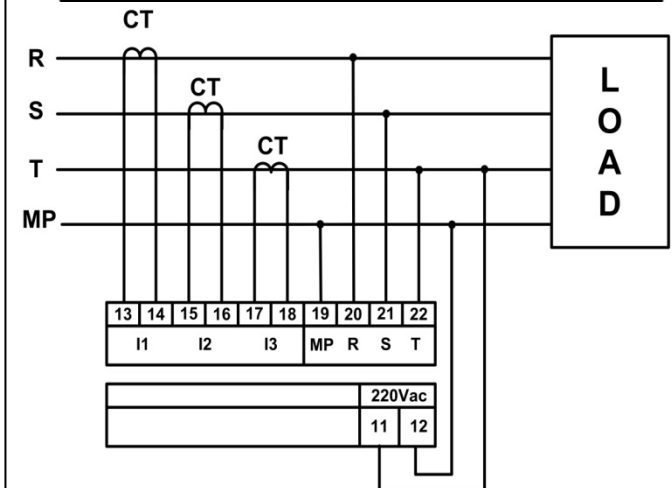 CT
R
CT
S
CT
T
MP
L
O
A
D
13 14 15 16 17 18 19 20 21 22
I1 I2 I3 MP R S T
220Vac
11 12